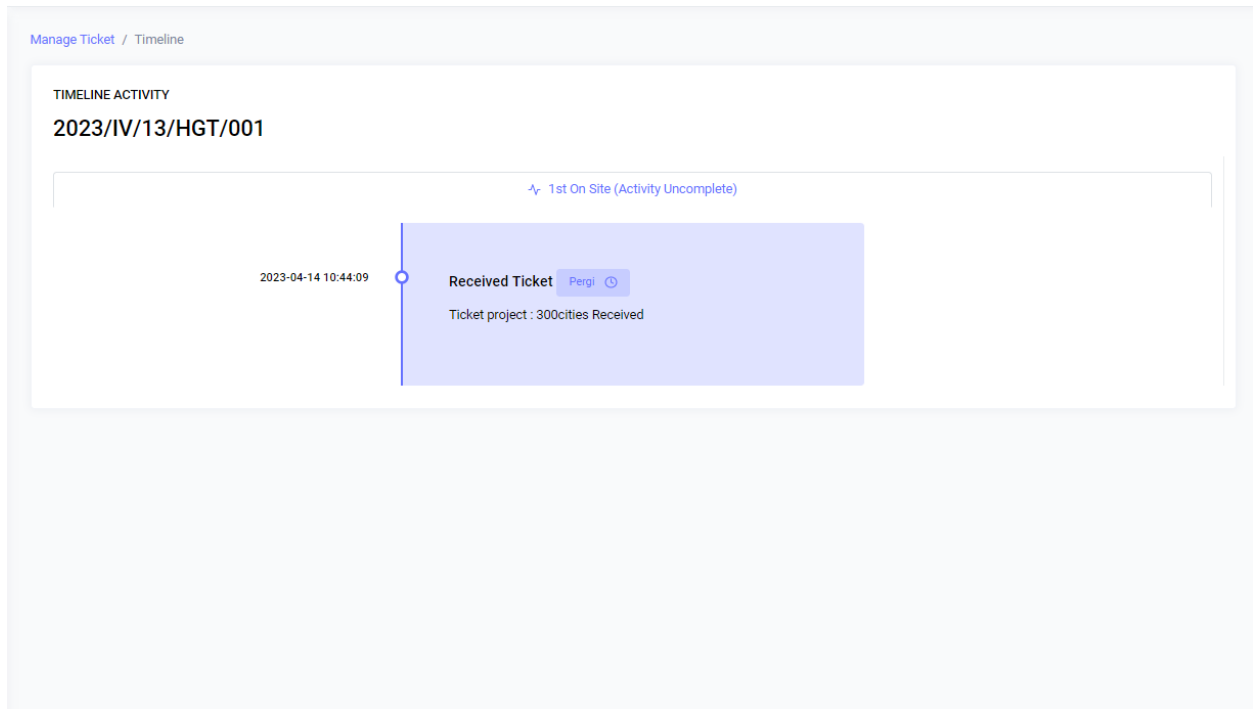 Manage Ticket / Timeline
TIMELINE ACTIVITY
2023/IV/13/HGT/001
1st On Site (Activity Uncomplete)
2023-04-14 10:44:09
Received Ticket Pergi
Ticket project : 300cities Received